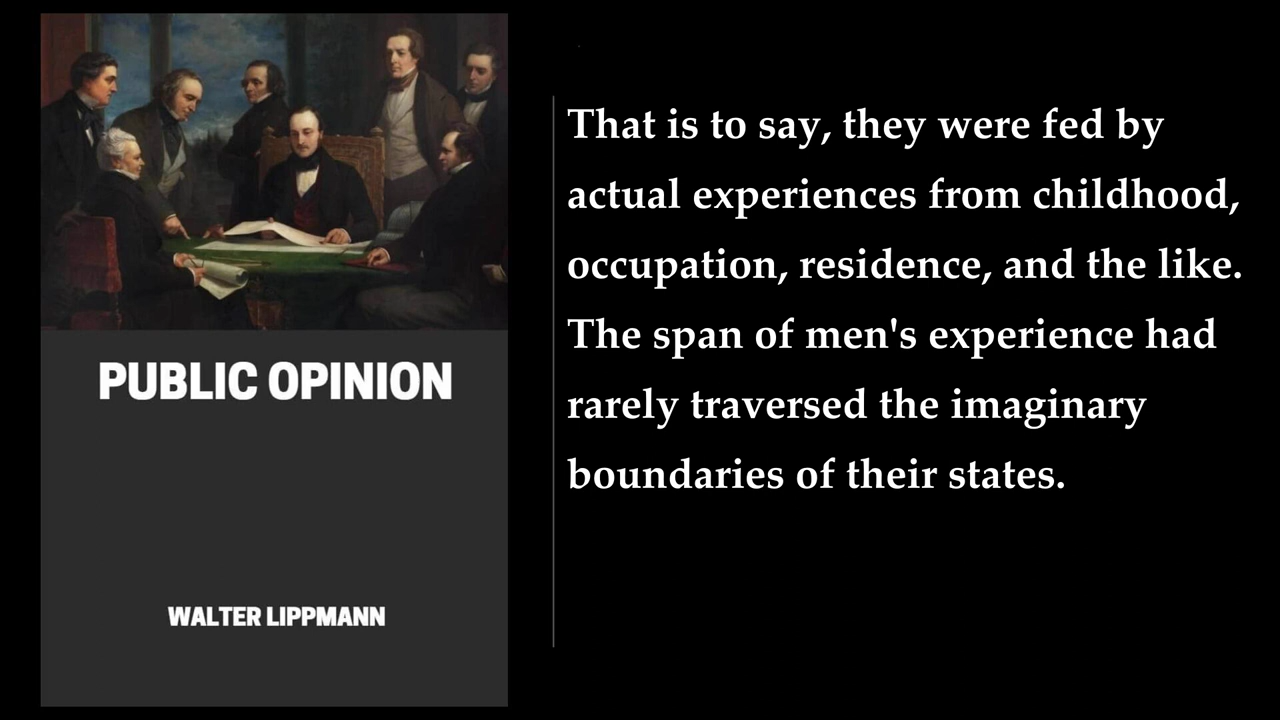 PUBLIC OPINION
WALTER LIPPMANN
That is to say, they were fed by
actual experiences from childhood,
occupation, residence, and the like.
The span of men's experience had
rarely traversed the imaginary
boundaries of their states.